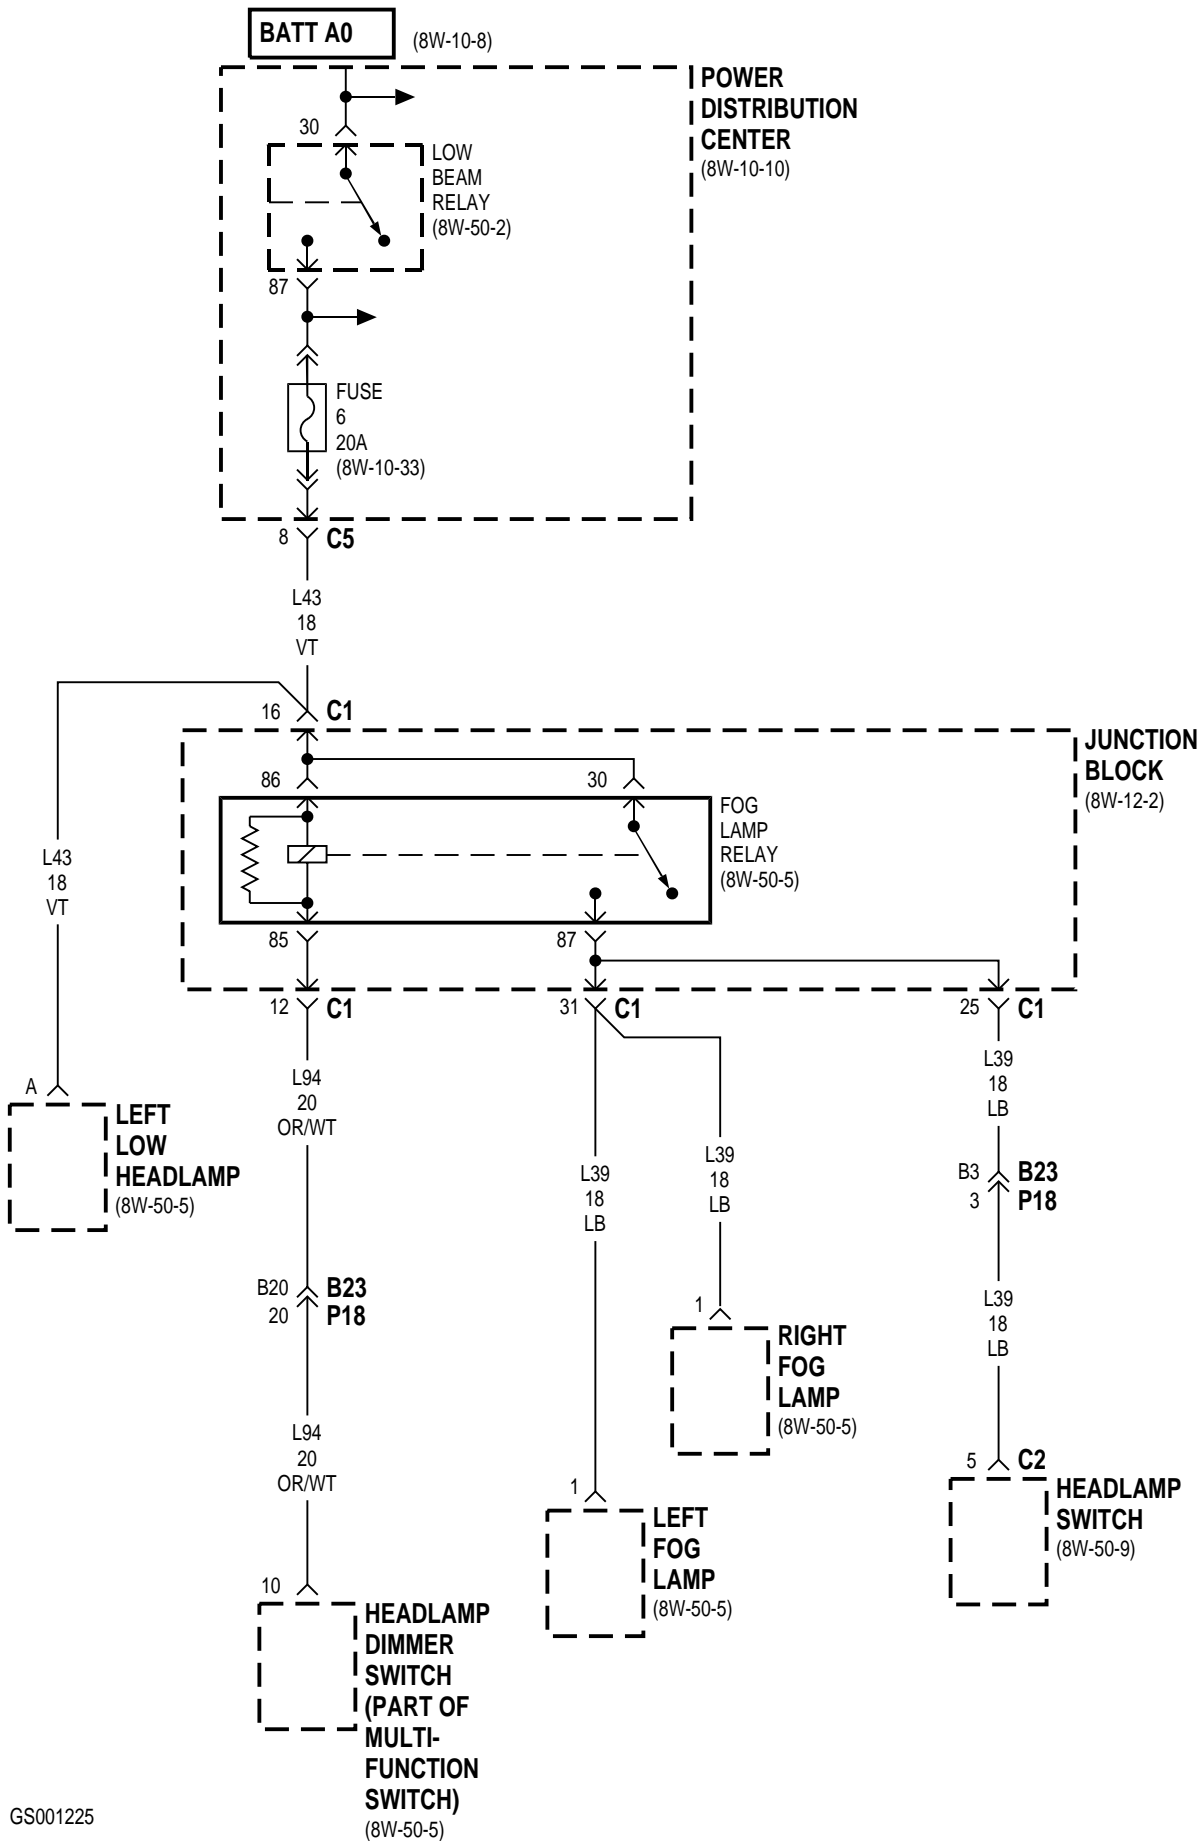 BATT A0
(8W-10-8)
POWER
DISTRIBUTION
CENTER
(8W-10-10)
30
LOW
BEAM
RELAY
(8W-50-2)
87
FUSE
6
20A
(8W-10-33)
8 C5
L43
18
VT
16 C1
JUNCTION
BLOCK
(8W-12-2)
86
30
FOG
LAMP
RELAY
(8W-50-5)
85
87
12 C1
31 C1
25 C1
L43
18
VT
A
LEFT
LOW
HEADLAMP
(8W-50-5)
L94
20
OR/WT
B20 B23
20 P18
L94
20
OR/WT
10
HEADLAMP
DIMMER
SWITCH
(PART OF
MULTI-
FUNCTION
SWITCH)
(8W-50-5)
L39
18
LB
1
LEFT
FOG
LAMP
(8W-50-5)
L39
18
LB
1
RIGHT
FOG
LAMP
(8W-50-5)
L39
18
LB
B3 B23
3 P18
L39
18
LB
5 C2
HEADLAMP
SWITCH
(8W-50-9)
GS001225